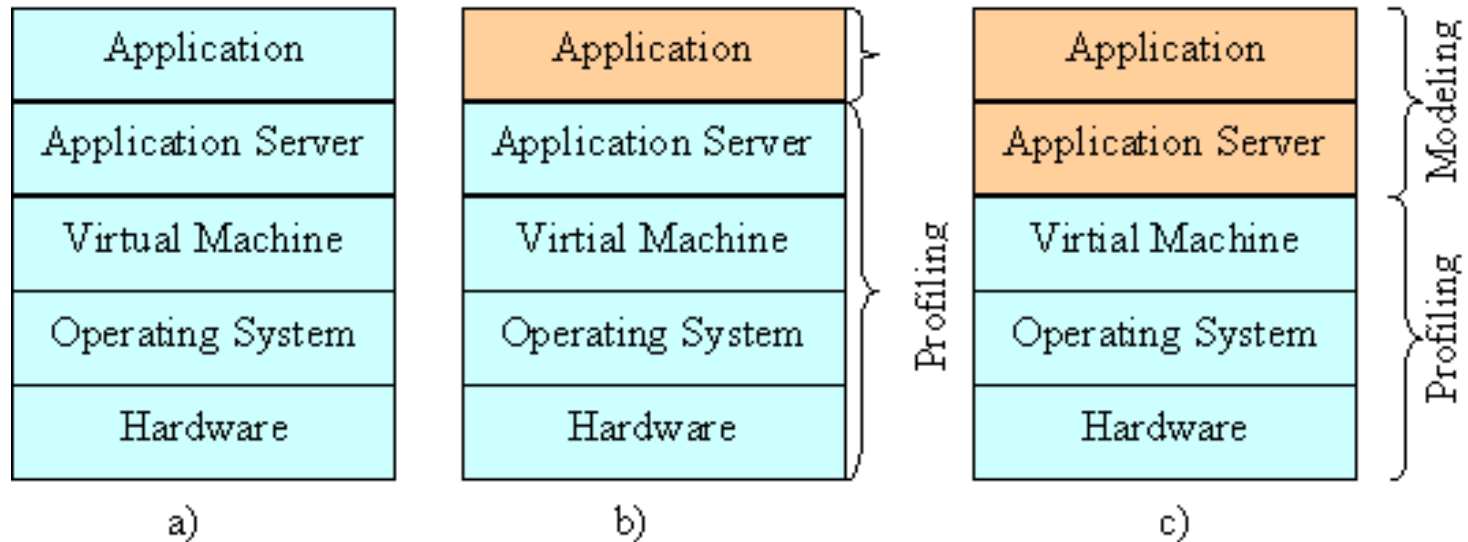 Application
Application Server
Virtual Machine
Operating System
Hardware
a)
Application
Application Server
Virtial Machine
Operating System
Hardware
b)
Profiling
Application
Application Server
Virtial Machine
Operating System
Hardware
c)
Modeling
Profiling